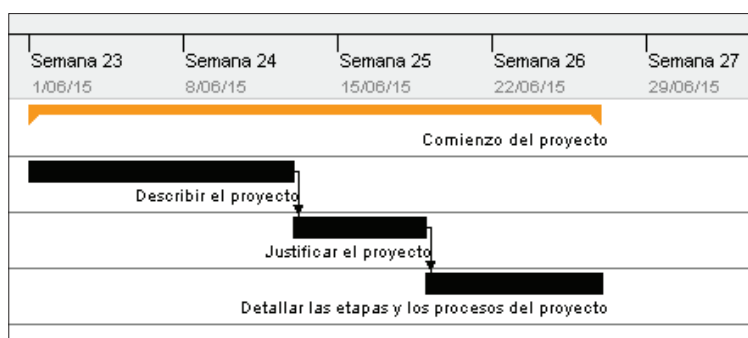 Semana 23 Semana 24 Semana 25 Semana 26 Semana 27
1/06/15 8/06/15 15/06/15 22/06/15 29/06/15
Comienzo del proyecto
Describir el proyecto
Justificar el proyecto
Detallar las etapas y los procesos del proyecto